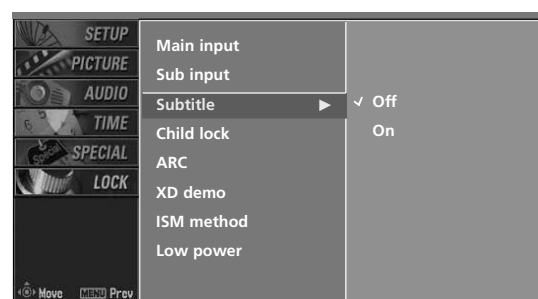 SETUP
PICTURE
AUDIO
TIME
SPECIAL
LOCK
Move MENU Prev
Main input
Sub input
Subtitle
Child lock
ARC
XD demo
ISM method
Low power
Off
On